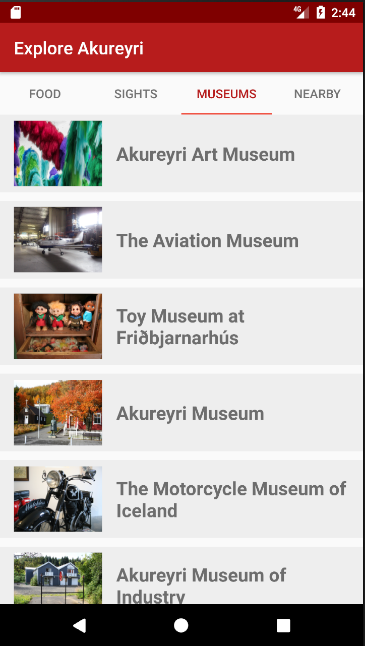 4G 2:44
Explore Akureyri
FOOD SIGHTS MUSEUMS NEARBY
Akureyri Art Museum
The Aviation Museum
Toy Museum at
Friðbjarnarhús
Akureyri Museum
The Motorcycle Museum of
Iceland
Akureyri Museum of
Industry